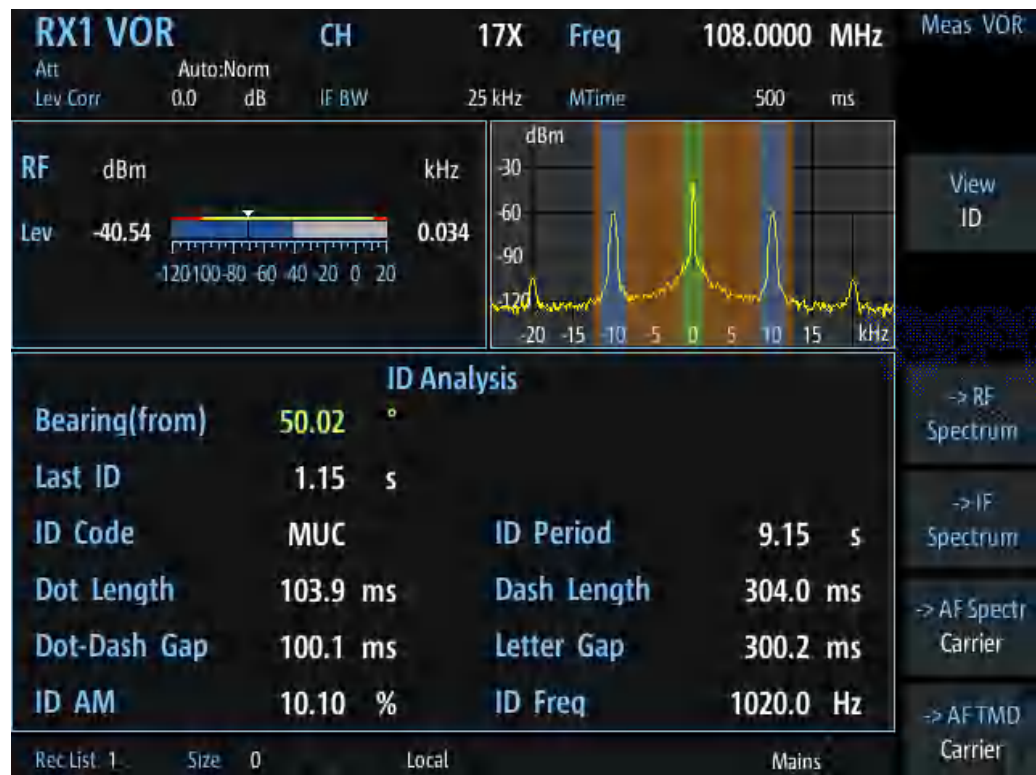 RX1 VOR CH 17X Freq 108.0000 MHz
Att Auto:Norm
Lev Corr 0.0 dB IF BW 25 kHz MTime 500 ms
Meas VOR
RF dBm kHz
Lev -40.54 0.034
-120 100 -80 -60 -40 -20 0 20
dBm
-30
-60
-90
-120
-20 -15 -10 -5 0 5 10 15 kHz
View
ID
ID Analysis
Bearing(from) 50.02 °
Last ID 1.15 s
ID Code MUC ID Period 9.15 s
Dot Length 103.9 ms Dash Length 304.0 ms
Dot-Dash Gap 100.1 ms Letter Gap 300.2 ms
ID AM 10.10 % ID Freq 1020.0 Hz
-> RF
Spectrum
-> IF
Spectrum
-> AF Spectr
Carrier
-> AF TMD
Carrier
Rec List 1 Size 0 Local Mains